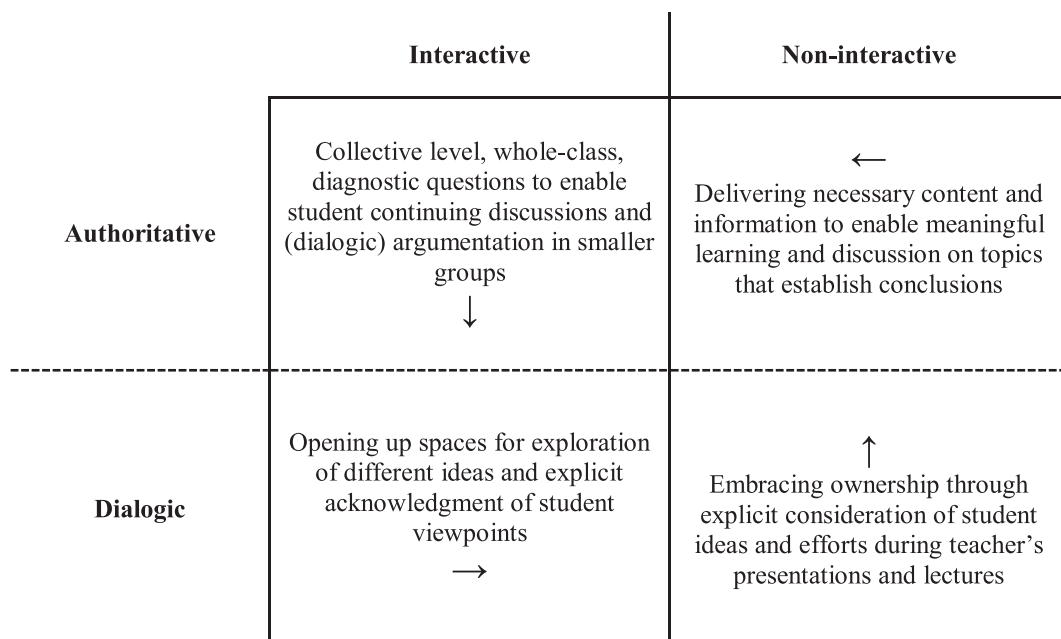 Interactive
Non-interactive
Authoritative
Collective level, whole-class,
diagnostic questions to enable
student continuing discussions and
(dialogic) argumentation in smaller
groups
↓
←
Delivering necessary content and
information to enable meaningful
learning and discussion on topics
that establish conclusions
Dialogic
Opening up spaces for exploration
of different ideas and explicit
acknowledgment of student
viewpoints
→
↑
Embracing ownership through
explicit consideration of student
ideas and efforts during teacher’s
presentations and lectures